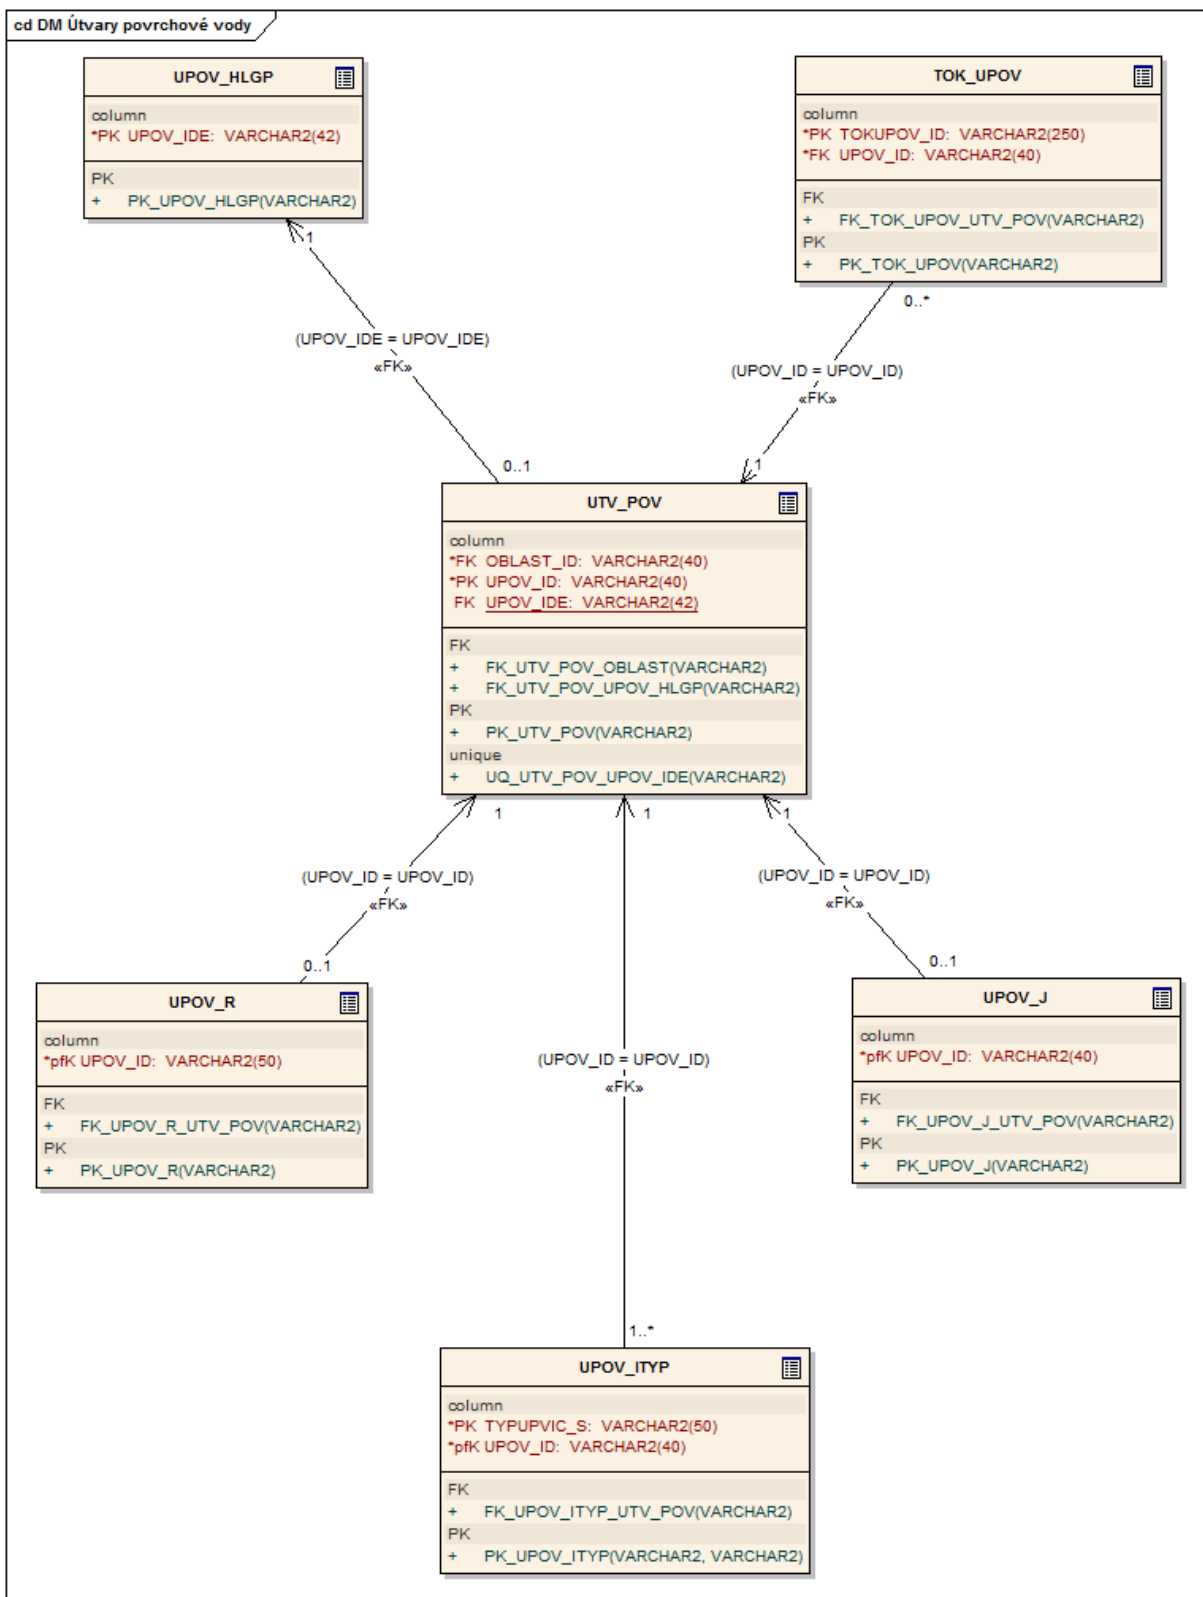 cd DM Útvary povrchové vody
UPOV_HLGP
column
*PK UPOV_IDE: VARCHAR2(42)
PK
+ PK_UPOV_HLGP(VARCHAR2)
TOK_UPOV
column
*PK TOKUPOV_ID: VARCHAR2(250)
*FK UPOV_ID: VARCHAR2(40)
FK
+ FK_TOK_UPOV_UTV_POV(VARCHAR2)
PK
+ PK_TOK_UPOV(VARCHAR2)
1
(UPOV_IDE = UPOV_IDE)
«FK»
0..1
0..*
(UPOV_ID = UPOV_ID)
«FK»
1
UTV_POV
column
*FK OBLAST_ID: VARCHAR2(40)
*PK UPOV_ID: VARCHAR2(40)
FK UPOV_IDE: VARCHAR2(42)
FK
+ FK_UTV_POV_OBLAST(VARCHAR2)
+ FK_UTV_POV_UPOV_HLGP(VARCHAR2)
PK
+ PK_UTV_POV(VARCHAR2)
unique
+ UQ_UTV_POV_UPOV_IDE(VARCHAR2)
1
(UPOV_ID = UPOV_ID)
«FK»
0..1
1
(UPOV_ID = UPOV_ID)
«FK»
1..*
1
(UPOV_ID = UPOV_ID)
«FK»
0..1
UPOV_R
column
*pfK UPOV_ID: VARCHAR2(50)
FK
+ FK_UPOV_R_UTV_POV(VARCHAR2)
PK
+ PK_UPOV_R(VARCHAR2)
UPOV_J
column
*pfK UPOV_ID: VARCHAR2(40)
FK
+ FK_UPOV_J_UTV_POV(VARCHAR2)
PK
+ PK_UPOV_J(VARCHAR2)
UPOV_ITYP
column
*PK TYPUPVIC_S: VARCHAR2(50)
*pfK UPOV_ID: VARCHAR2(40)
FK
+ FK_UPOV_ITYP_UTV_POV(VARCHAR2)
PK
+ PK_UPOV_ITYP(VARCHAR2, VARCHAR2)